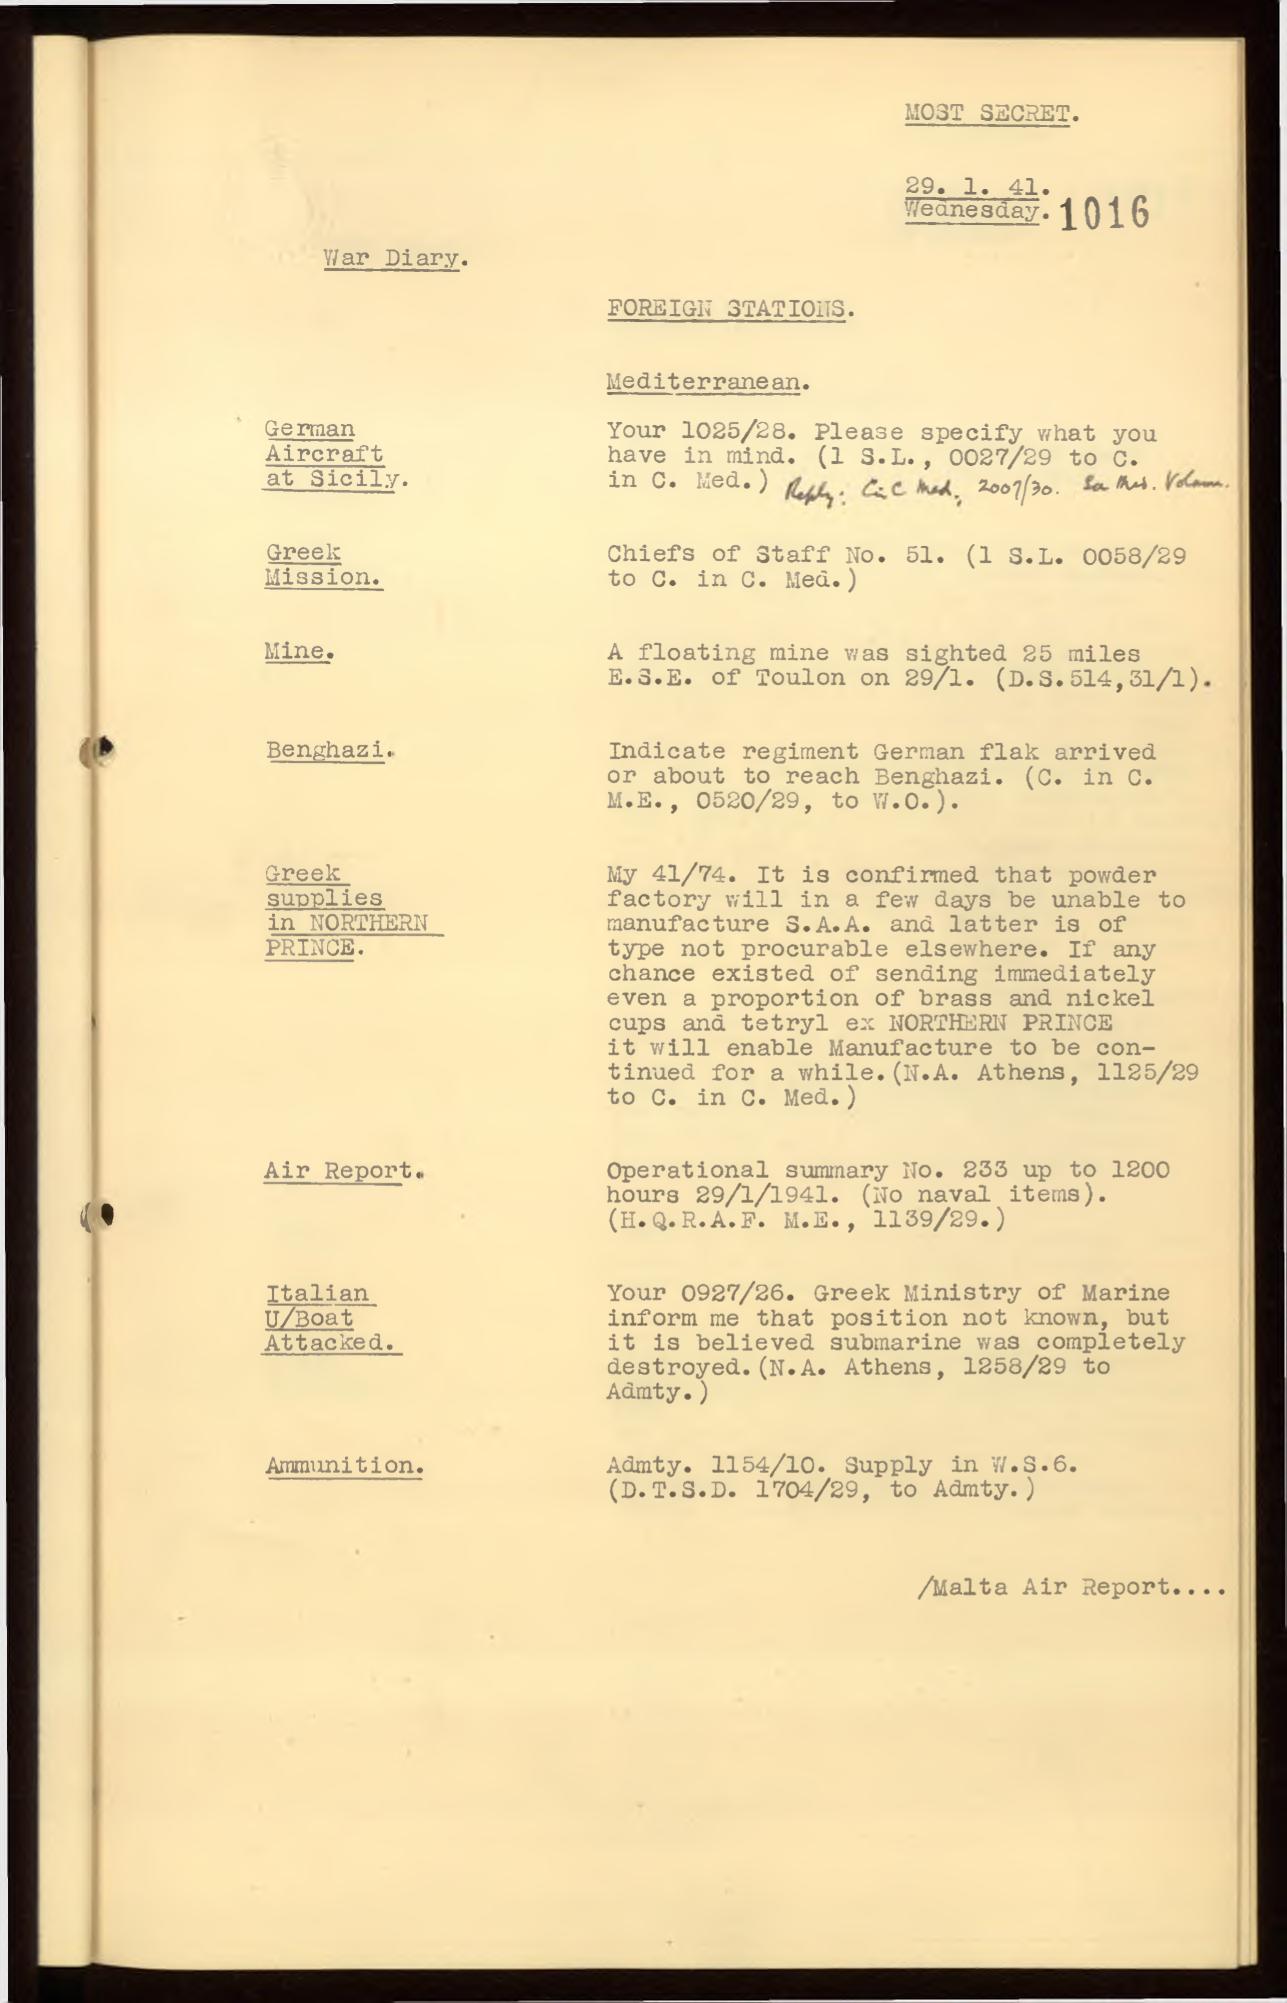 MOST SECRET.
29. 1. 41.
Wednesday. 1016
War Diary.
FOREIGN STATIONS.
Mediterranean.
German
Aircraft
at Sicily.
Your 1025/28. Please specify what you
have in mind. (1 S.L., 0027/29 to C.
in C. Med.) Reply: C in C Med., 2007/30. See Med. Volume.
Greek
Mission.
Chiefs of Staff No. 51. (1 S.L. 0058/29
to C. in C. Med.)
Mine.
A floating mine was sighted 25 miles
E.S.E. of Toulon on 29/1. (D.S.514,31/1).
Benghazi.
Indicate regiment German flak arrived
or about to reach Benghazi. (C. in C.
M.E., 0520/29, to W.O.).
Greek
supplies
in NORTHERN
PRINCE.
My 41/74. It is confirmed that powder
factory will in a few days be unable to
manufacture S.A.A. and latter is of
type not procurable elsewhere. If any
chance existed of sending immediately
even a proportion of brass and nickel
cups and tetryl ex NORTHERN PRINCE
it will enable Manufacture to be con-
tinued for a while.(N.A. Athens, 1125/29
to C. in C. Med.)
Air Report.
Operational summary No. 233 up to 1200
hours 29/1/1941. (No naval items).
(H.Q.R.A.F. M.E., 1139/29.)
Italian
U/Boat
Attacked.
Your 0927/26. Greek Ministry of Marine
inform me that position not known, but
it is believed submarine was completely
destroyed.(N.A. Athens, 1258/29 to
Admty.)
Ammunition.
Admty. 1154/10. Supply in W.S.6.
(D.T.S.D. 1704/29, to Admty.)
/Malta Air Report....